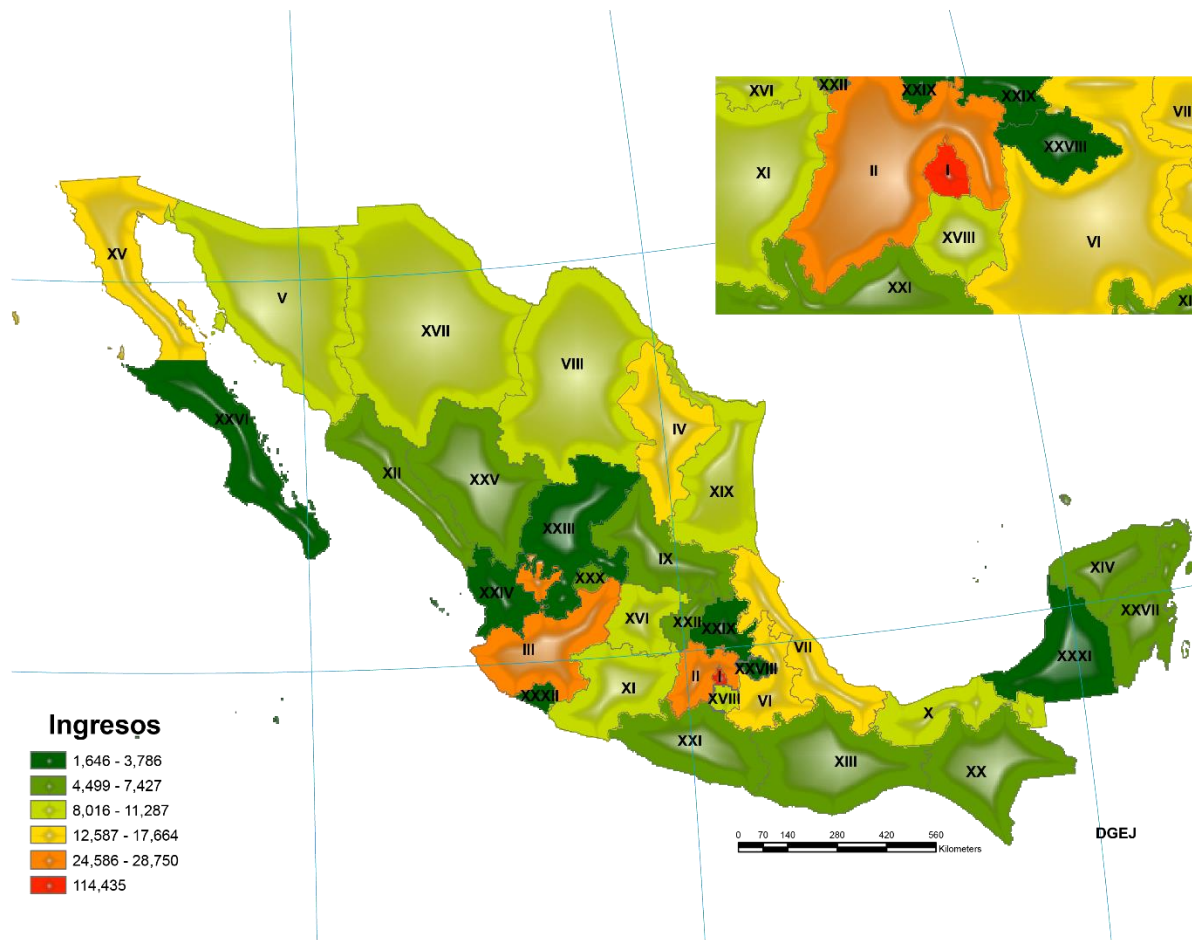 XVI
XXII
XXIX
XXIX
VII
XXVIII
XI
II
I
VI
XVIII
XXI
XI
XV
V
XVII
VIII
IV
XXVI
XII
XXV
XIX
XXIII
IX
XIV
XXX
XXIV
XXII
XXIX
XXVII
XVI
III
VII
XXXI
II
I
XXVIII
XI
XVIII
VI
XXXII
X
XXI
XIII
XX
Ingresos
1,646 - 3,786
4,499 - 7,427
8,016 - 11,287
12,587 - 17,664
24,586 - 28,750
114,435
DGEJ
0 70 140 280 420 560
Kilometers